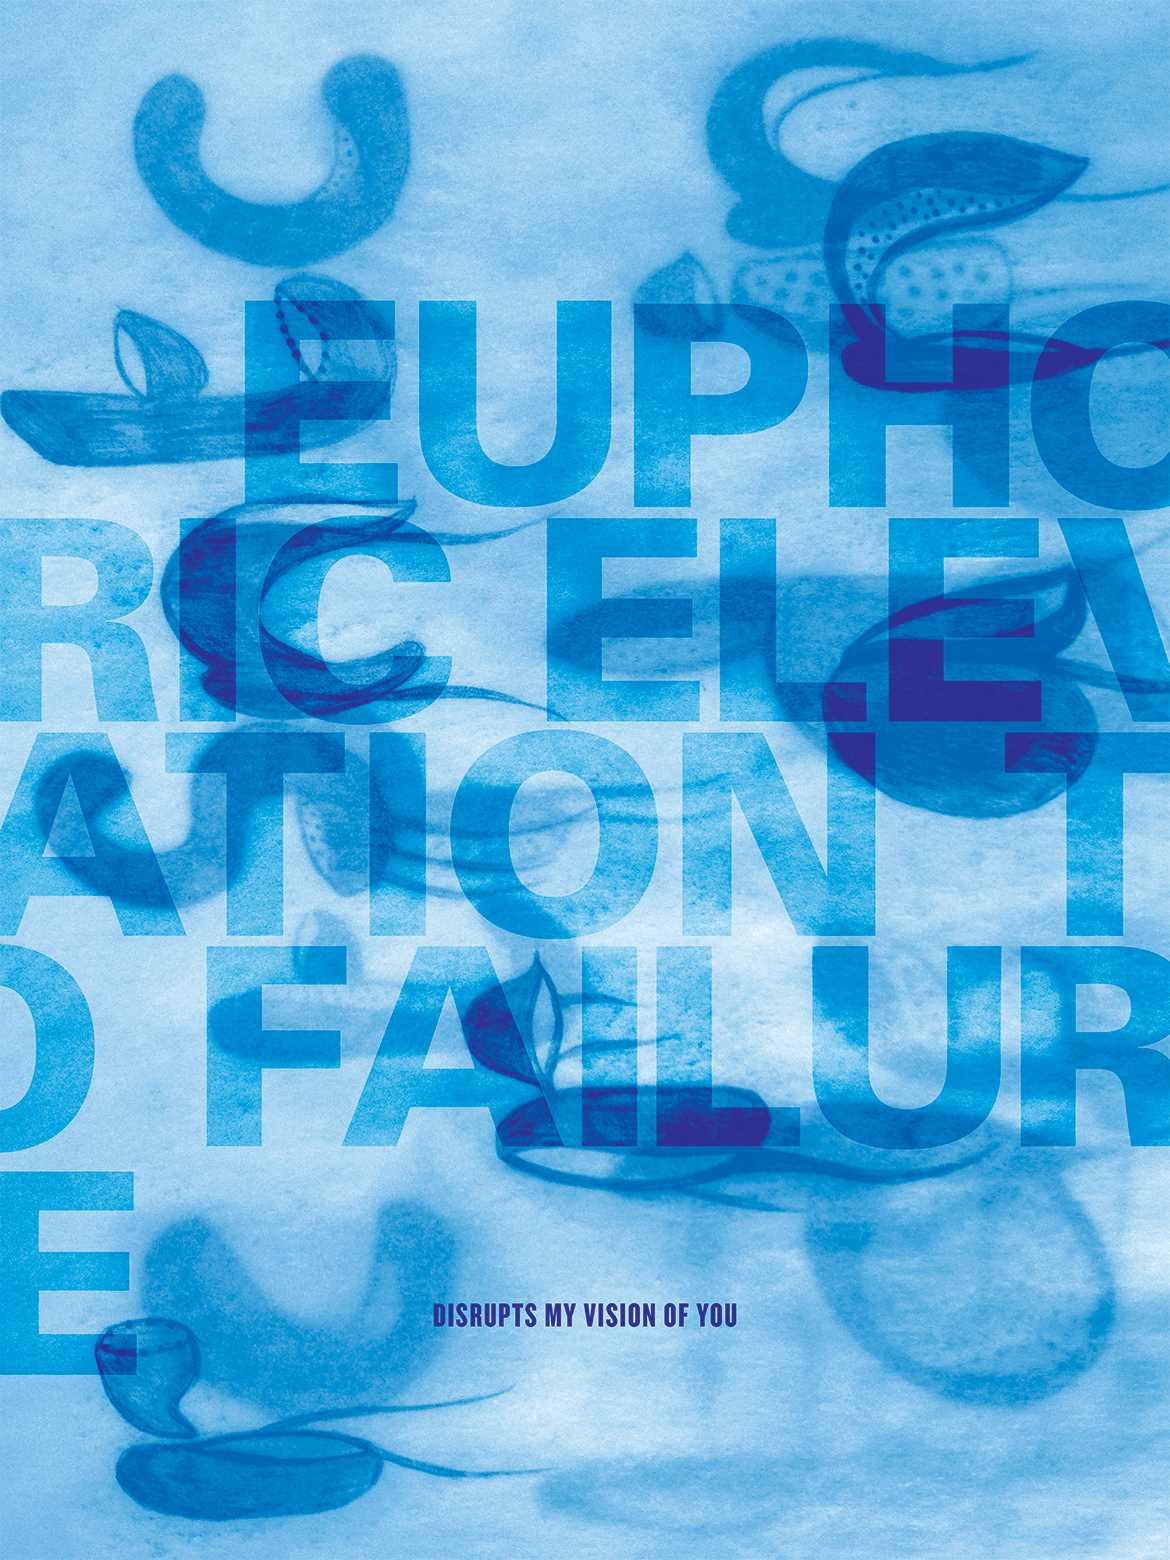 EUPHO
RIC ELEV
ATION T
O FAILUR
E
DISRUPTS MY VISION OF YOU